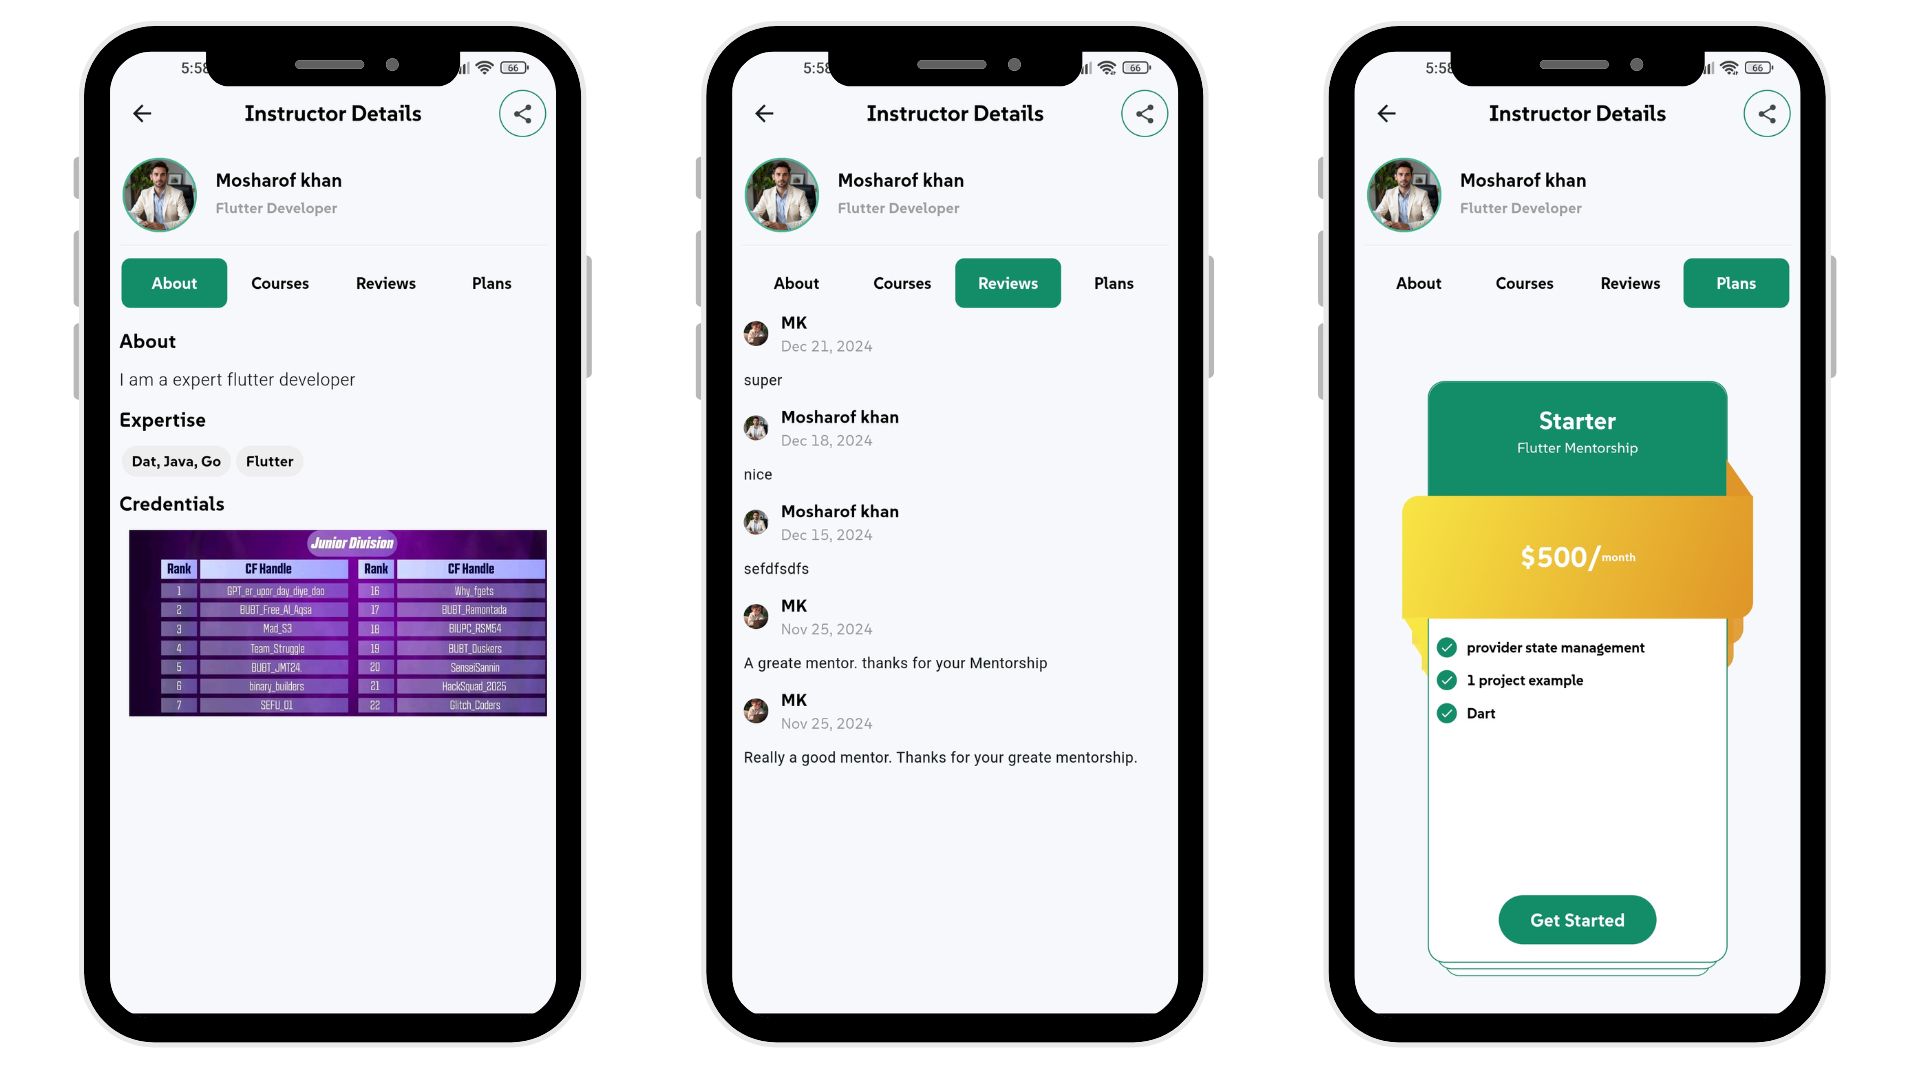 5:58
66
Instructor Details
Mosharof khan
Flutter Developer
About Courses Reviews Plans
About
I am a expert flutter developer
Expertise
Dat, Java, Go Flutter
Credentials
Junior Division
Rank CF Handle Rank CF Handle
1 GPT_er_upor_day_diye_dao 16 Why_fgets
2 BUBT_Free_Al_Aqsa 17 BUBT_Ramontada
3 Mad_S3 18 BIUPC_RSM54
4 Team_Struggle 19 BUBT_Duskers
5 BUBT_JMT24. 20 SenseiSannin
6 binary_builders 21 HackSquad_2025
7 SEFU_01 22 Glitch_Coders
5:58
66
Instructor Details
Mosharof khan
Flutter Developer
About Courses Reviews Plans
MK
Dec 21, 2024
super
Mosharof khan
Dec 18, 2024
nice
Mosharof khan
Dec 15, 2024
sefdfsdfs
MK
Nov 25, 2024
A greate mentor. thanks for your Mentorship
MK
Nov 25, 2024
Really a good mentor. Thanks for your greate mentorship.
5:58
66
Instructor Details
Mosharof khan
Flutter Developer
About Courses Reviews Plans
Starter
Flutter Mentorship
$500/month
provider state management
1 project example
Dart
Get Started